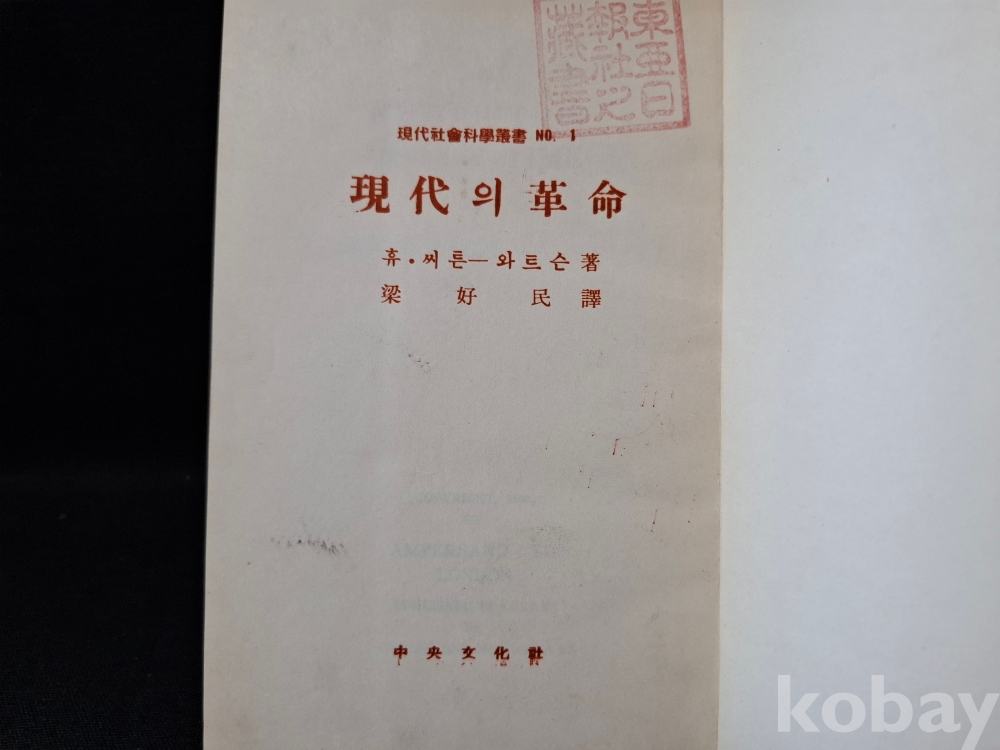 東亜日
報社之
藏書
現代社會科學叢書 NO. 1
現代의革命
휴·씨튼—와트슨 著
梁好民譯
中央文化社
kobay